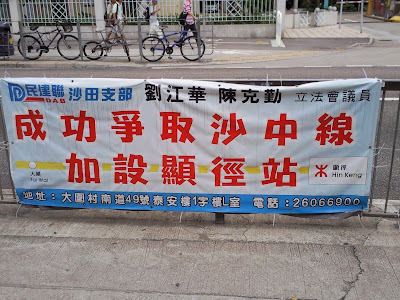 民建聯 沙田支部 劉江華 陳克勤 立法會議員
DAB
成功爭取沙中線
加設顯徑站
大圍
Tai Wai
顯徑
Hin Keng
地址：大圍村南道49號泰安樓1字樓L室 電話：26066900